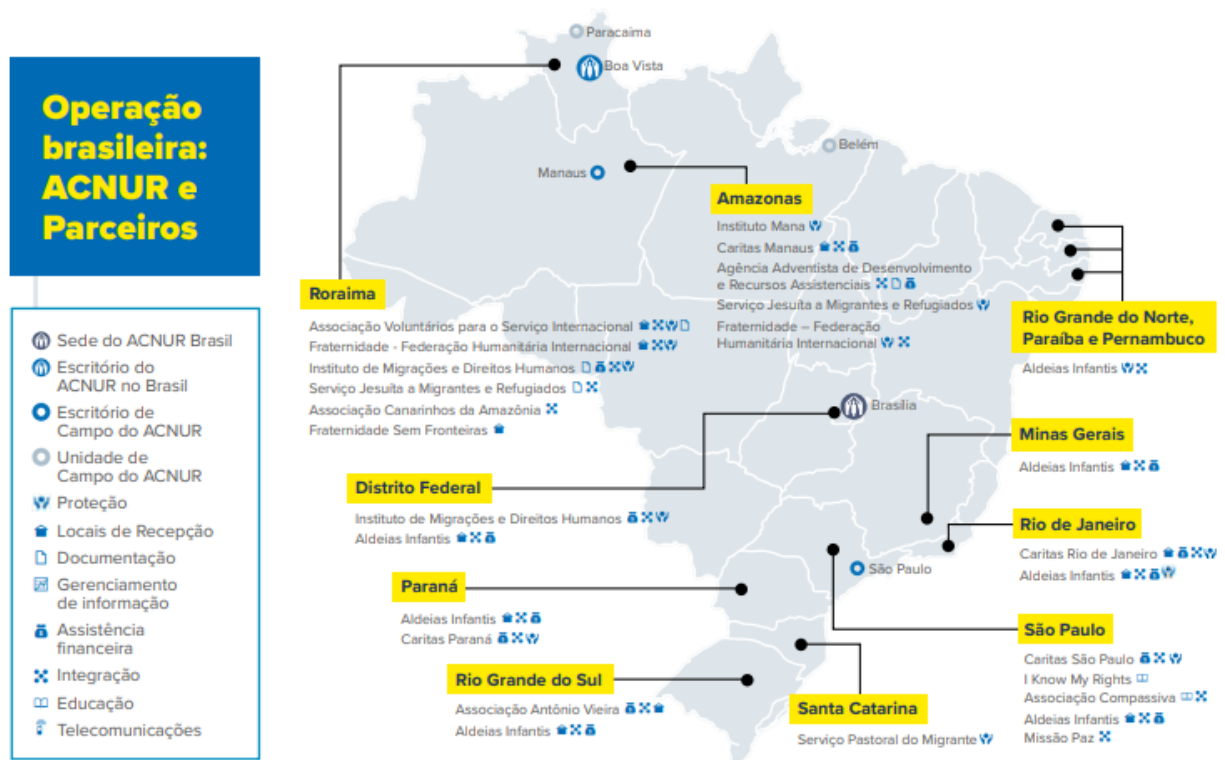 Operação
brasileira:
ACNUR e
Parceiros
Sede do ACNUR Brasil
Escritório do
ACNUR no Brasil
Escritório de
Campo do ACNUR
Unidade de
Campo do ACNUR
Proteção
Locais de Recepção
Documentação
Gerenciamento
de informação
Assistência
financeira
Integração
Educação
Telecomunicações
Paracaima
Boa Vista
Belém
Manaus
Brasília
São Paulo
Roraima
Associação Voluntários para o Serviço Internacional
Fraternidade - Federação Humanitária Internacional
Instituto de Migrações e Direitos Humanos
Serviço Jesuíta a Migrantes e Refugiados
Associação Canarinhos da Amazônia
Fraternidade Sem Fronteiras
Amazonas
Instituto Mana
Caritas Manaus
Agência Adventista de Desenvolvimento
e Recursos Assistenciais
Serviço Jesuíta a Migrantes e Refugiados
Fraternidade – Federação
Humanitária Internacional
Rio Grande do Norte,
Paraíba e Pernambuco
Aldeias Infantis
Minas Gerais
Aldeias Infantis
Distrito Federal
Instituto de Migrações e Direitos Humanos
Aldeias Infantis
Rio de Janeiro
Caritas Rio de Janeiro
Aldeias Infantis
Paraná
Aldeias Infantis
Caritas Paraná
São Paulo
Caritas São Paulo
I Know My Rights
Associação Compassiva
Aldeias Infantis
Missão Paz
Rio Grande do Sul
Associação Antônio Vieira
Aldeias Infantis
Santa Catarina
Serviço Pastoral do Migrante